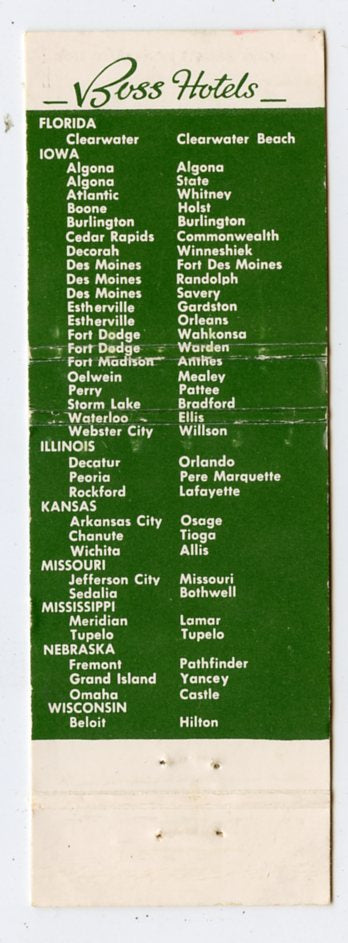 Boss Hotels
FLORIDA
Clearwater Clearwater Beach
IOWA
Algona Algona
Algona State
Atlantic Whitney
Boone Holst
Burlington Burlington
Cedar Rapids Commonwealth
Decorah Winneshiek
Des Moines Fort Des Moines
Des Moines Randolph
Des Moines Savery
Estherville Gardston
Estherville Orleans
Fort Dodge Wahkonsa
Fort Dodge Warden
Fort Madison Anthes
Oelwein Mealey
Perry Pattee
Storm Lake Bradford
Waterloo Ellis
Webster City Willson
ILLINOIS
Decatur Orlando
Peoria Pere Marquette
Rockford Lafayette
KANSAS
Arkansas City Osage
Chanute Tioga
Wichita Allis
MISSOURI
Jefferson City Missouri
Sedalia Bothwell
MISSISSIPPI
Meridian Lamar
Tupelo Tupelo
NEBRASKA
Fremont Pathfinder
Grand Island Yancey
Omaha Castle
WISCONSIN
Beloit Hilton